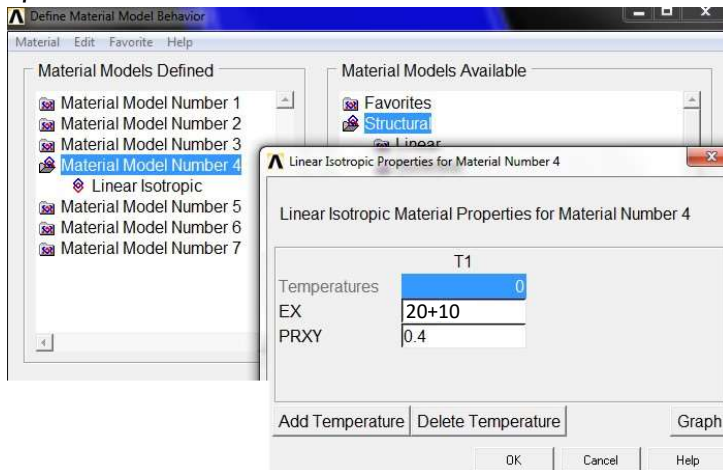 Define Material Model Behavior
Material Edit Favorite Help
Material Models Defined
Material Models Available
Material Model Number 1
Material Model Number 2
Material Model Number 3
Material Model Number 4
Linear Isotropic
Material Model Number 5
Material Model Number 6
Material Model Number 7
Favorites
Structural
Linear
Linear Isotropic Properties for Material Number 4
Linear Isotropic Material Properties for Material Number 4
T1
Temperatures 0
EX 20+10
PRXY 0.4
Add Temperature Delete Temperature Graph
OK Cancel Help